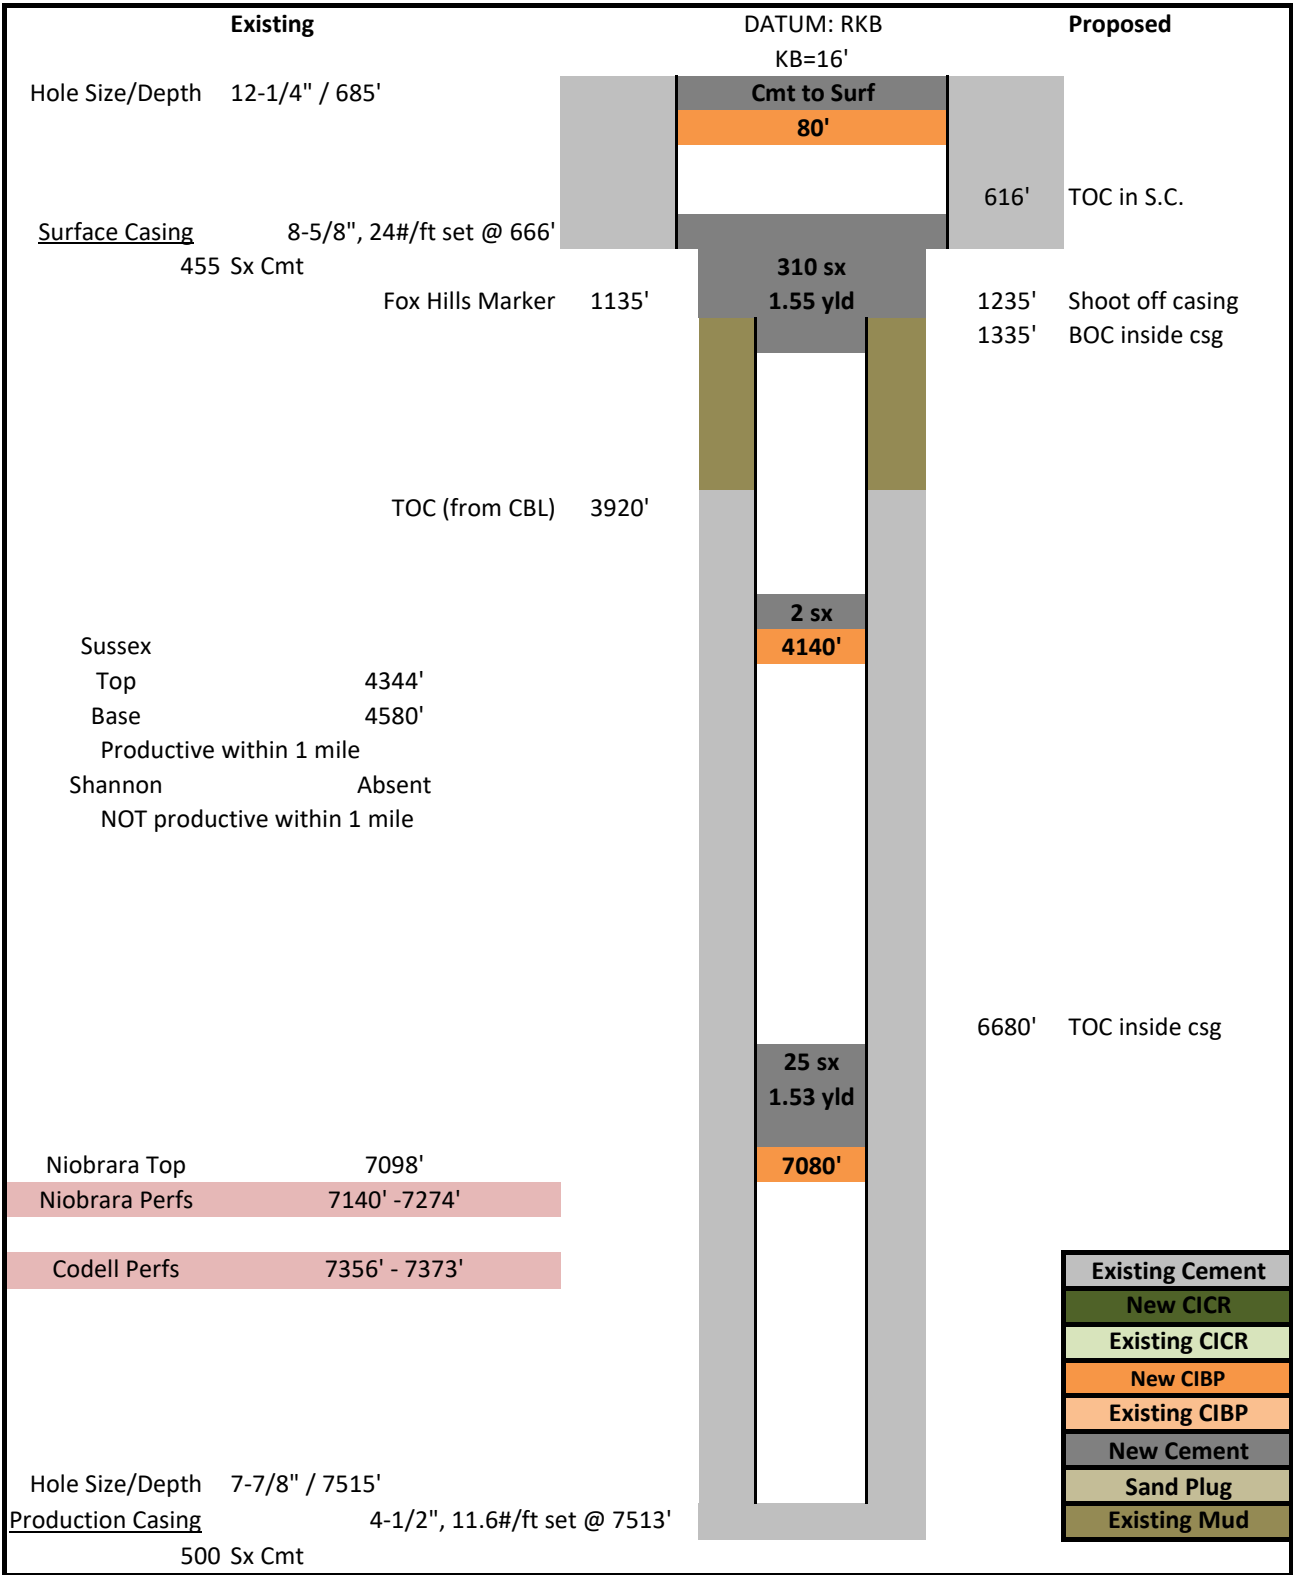 Existing DATUM: RKB Proposed
KB=16'
Hole Size/Depth 12-1/4" / 685' Cmt to Surf
80'
616' TOC in S.C.
Surface Casing 8-5/8", 24#/ft set @ 666'
455 Sx Cmt 310 sx
Fox Hills Marker 1135' 1.55 yld 1235' Shoot off casing
1335' BOC inside csg
TOC (from CBL) 3920'
2 sx
Sussex 4140'
Top 4344'
Base 4580'
Productive within 1 mile
Shannon Absent
NOT productive within 1 mile
6680' TOC inside csg
25 sx
1.53 yld
Niobrara Top 7098' 7080'
Niobrara Perfs 7140' -7274'
Codell Perfs 7356' - 7373' Existing Cement
New CICR
Existing CICR
New CIBP
Existing CIBP
New Cement
Hole Size/Depth 7-7/8" / 7515' Sand Plug
Production Casing 4-1/2", 11.6#/ft set @ 7513' Existing Mud
500 Sx Cmt